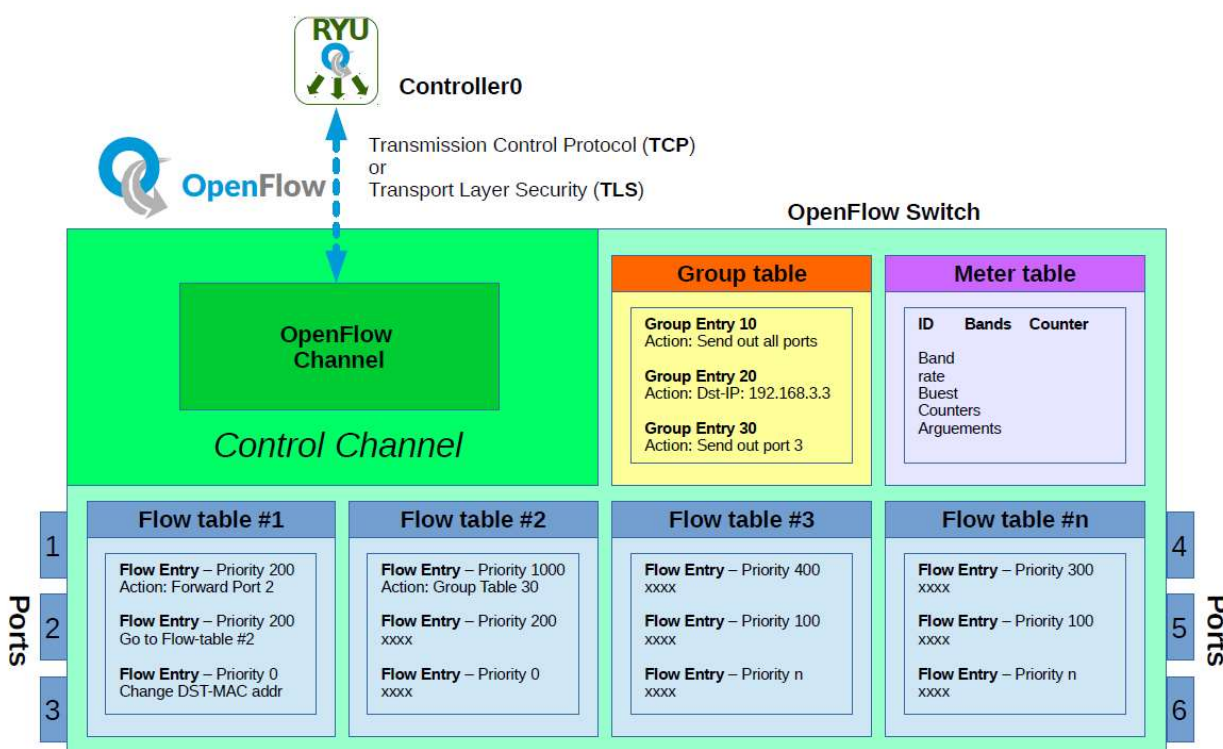 RYU
Controller0
Transmission Control Protocol (TCP)
or
Transport Layer Security (TLS)
OpenFlow
OpenFlow Switch
OpenFlow
Channel
Control Channel
Group table
Group Entry 10
Action: Send out all ports
Group Entry 20
Action: Dst-IP: 192.168.3.3
Group Entry 30
Action: Send out port 3
Meter table
ID Bands Counter
Band
rate
Buest
Counters
Arguements
Ports
1
2
3
Flow table #1
Flow Entry – Priority 200
Action: Forward Port 2
Flow Entry – Priority 200
Go to Flow-table #2
Flow Entry – Priority 0
Change DST-MAC addr
Flow table #2
Flow Entry – Priority 1000
Action: Group Table 30
Flow Entry – Priority 200
xxxx
Flow Entry – Priority 0
xxxx
Flow table #3
Flow Entry – Priority 400
xxxx
Flow Entry – Priority 100
xxxx
Flow Entry – Priority n
xxxx
Flow table #n
Flow Entry – Priority 300
xxxx
Flow Entry – Priority 100
xxxx
Flow Entry – Priority n
xxxx
4
5
6
Ports